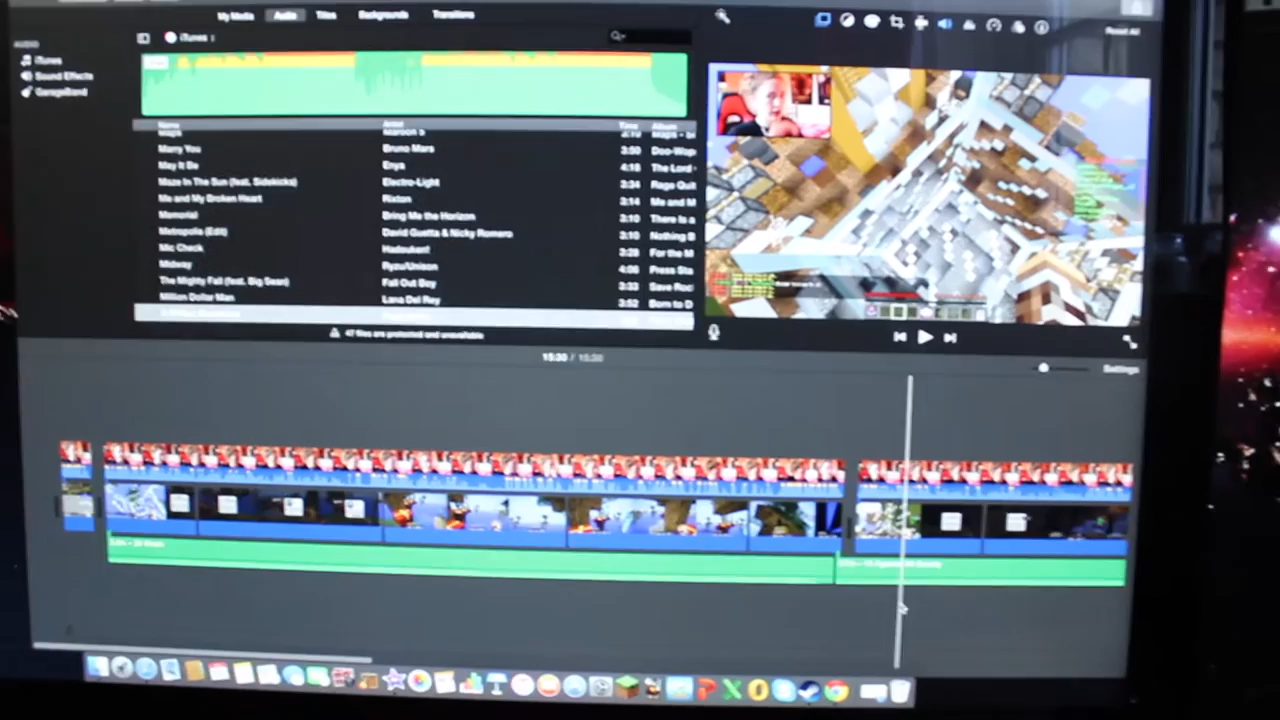 My Media Audio Titles Backgrounds Transitions
Reset All
AUDIO
iTunes
iTunes
Sound Effects
GarageBand
Name Artist Time Album
Maps Maroon 5 3:10 Maps -
Marry You Bruno Mars 3:50 Doo-Wop
May It Be Enya 4:18 The Lord
Maze In The Sun (feat. Sidekicks) Electro-Light 3:34 Rage Quit
Me and My Broken Heart Rixton 3:14 Me and M
Memorial Bring Me the Horizon 3:10 There Is a
Metropolis (Edit) David Guetta & Nicky Romero 3:10 Nothing B
Mic Check Hadouken! 3:28 For the M
Midway Ryzu/Unison 4:06 Press Sta
The Mighty Fall (feat. Big Sean) Fall Out Boy 3:33 Save Roc
Million Dollar Man Lana Del Rey 3:52 Born to D
47 files are protected and unavailable
15:30 / 15:30
Settings